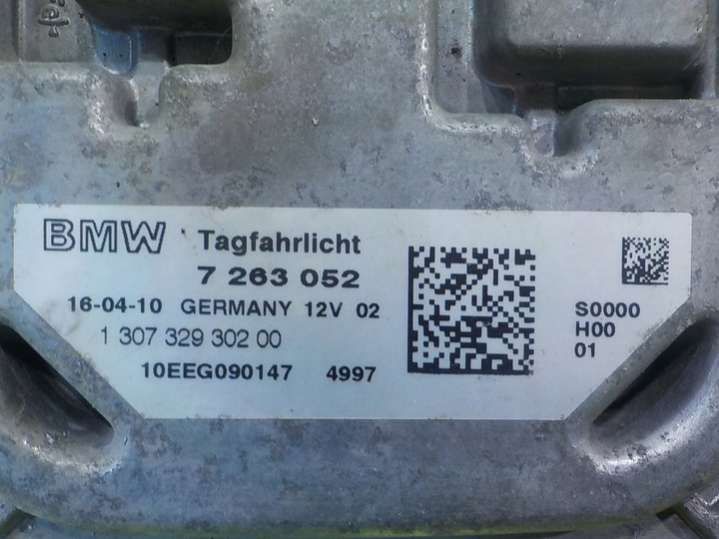 BMW Tagfahrlicht
7 263 052
16-04-10 GERMANY 12V 02
1 307 329 302 00
10EEG090147 4997
S0000
H00
01